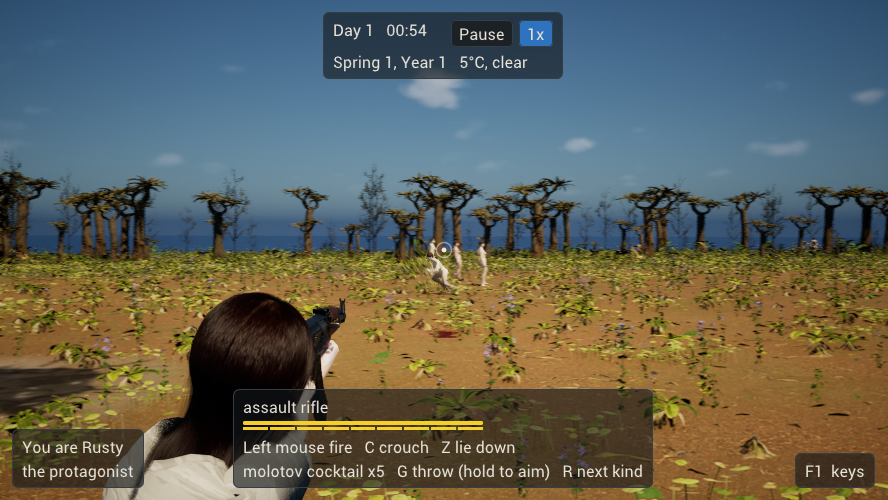 Day 1 00:54 Pause 1x
Spring 1, Year 1 5°C, clear
assault rifle
Left mouse fire C crouch Z lie down
molotov cocktail x5 G throw (hold to aim) R next kind
You are Rusty
the protagonist
F1 keys